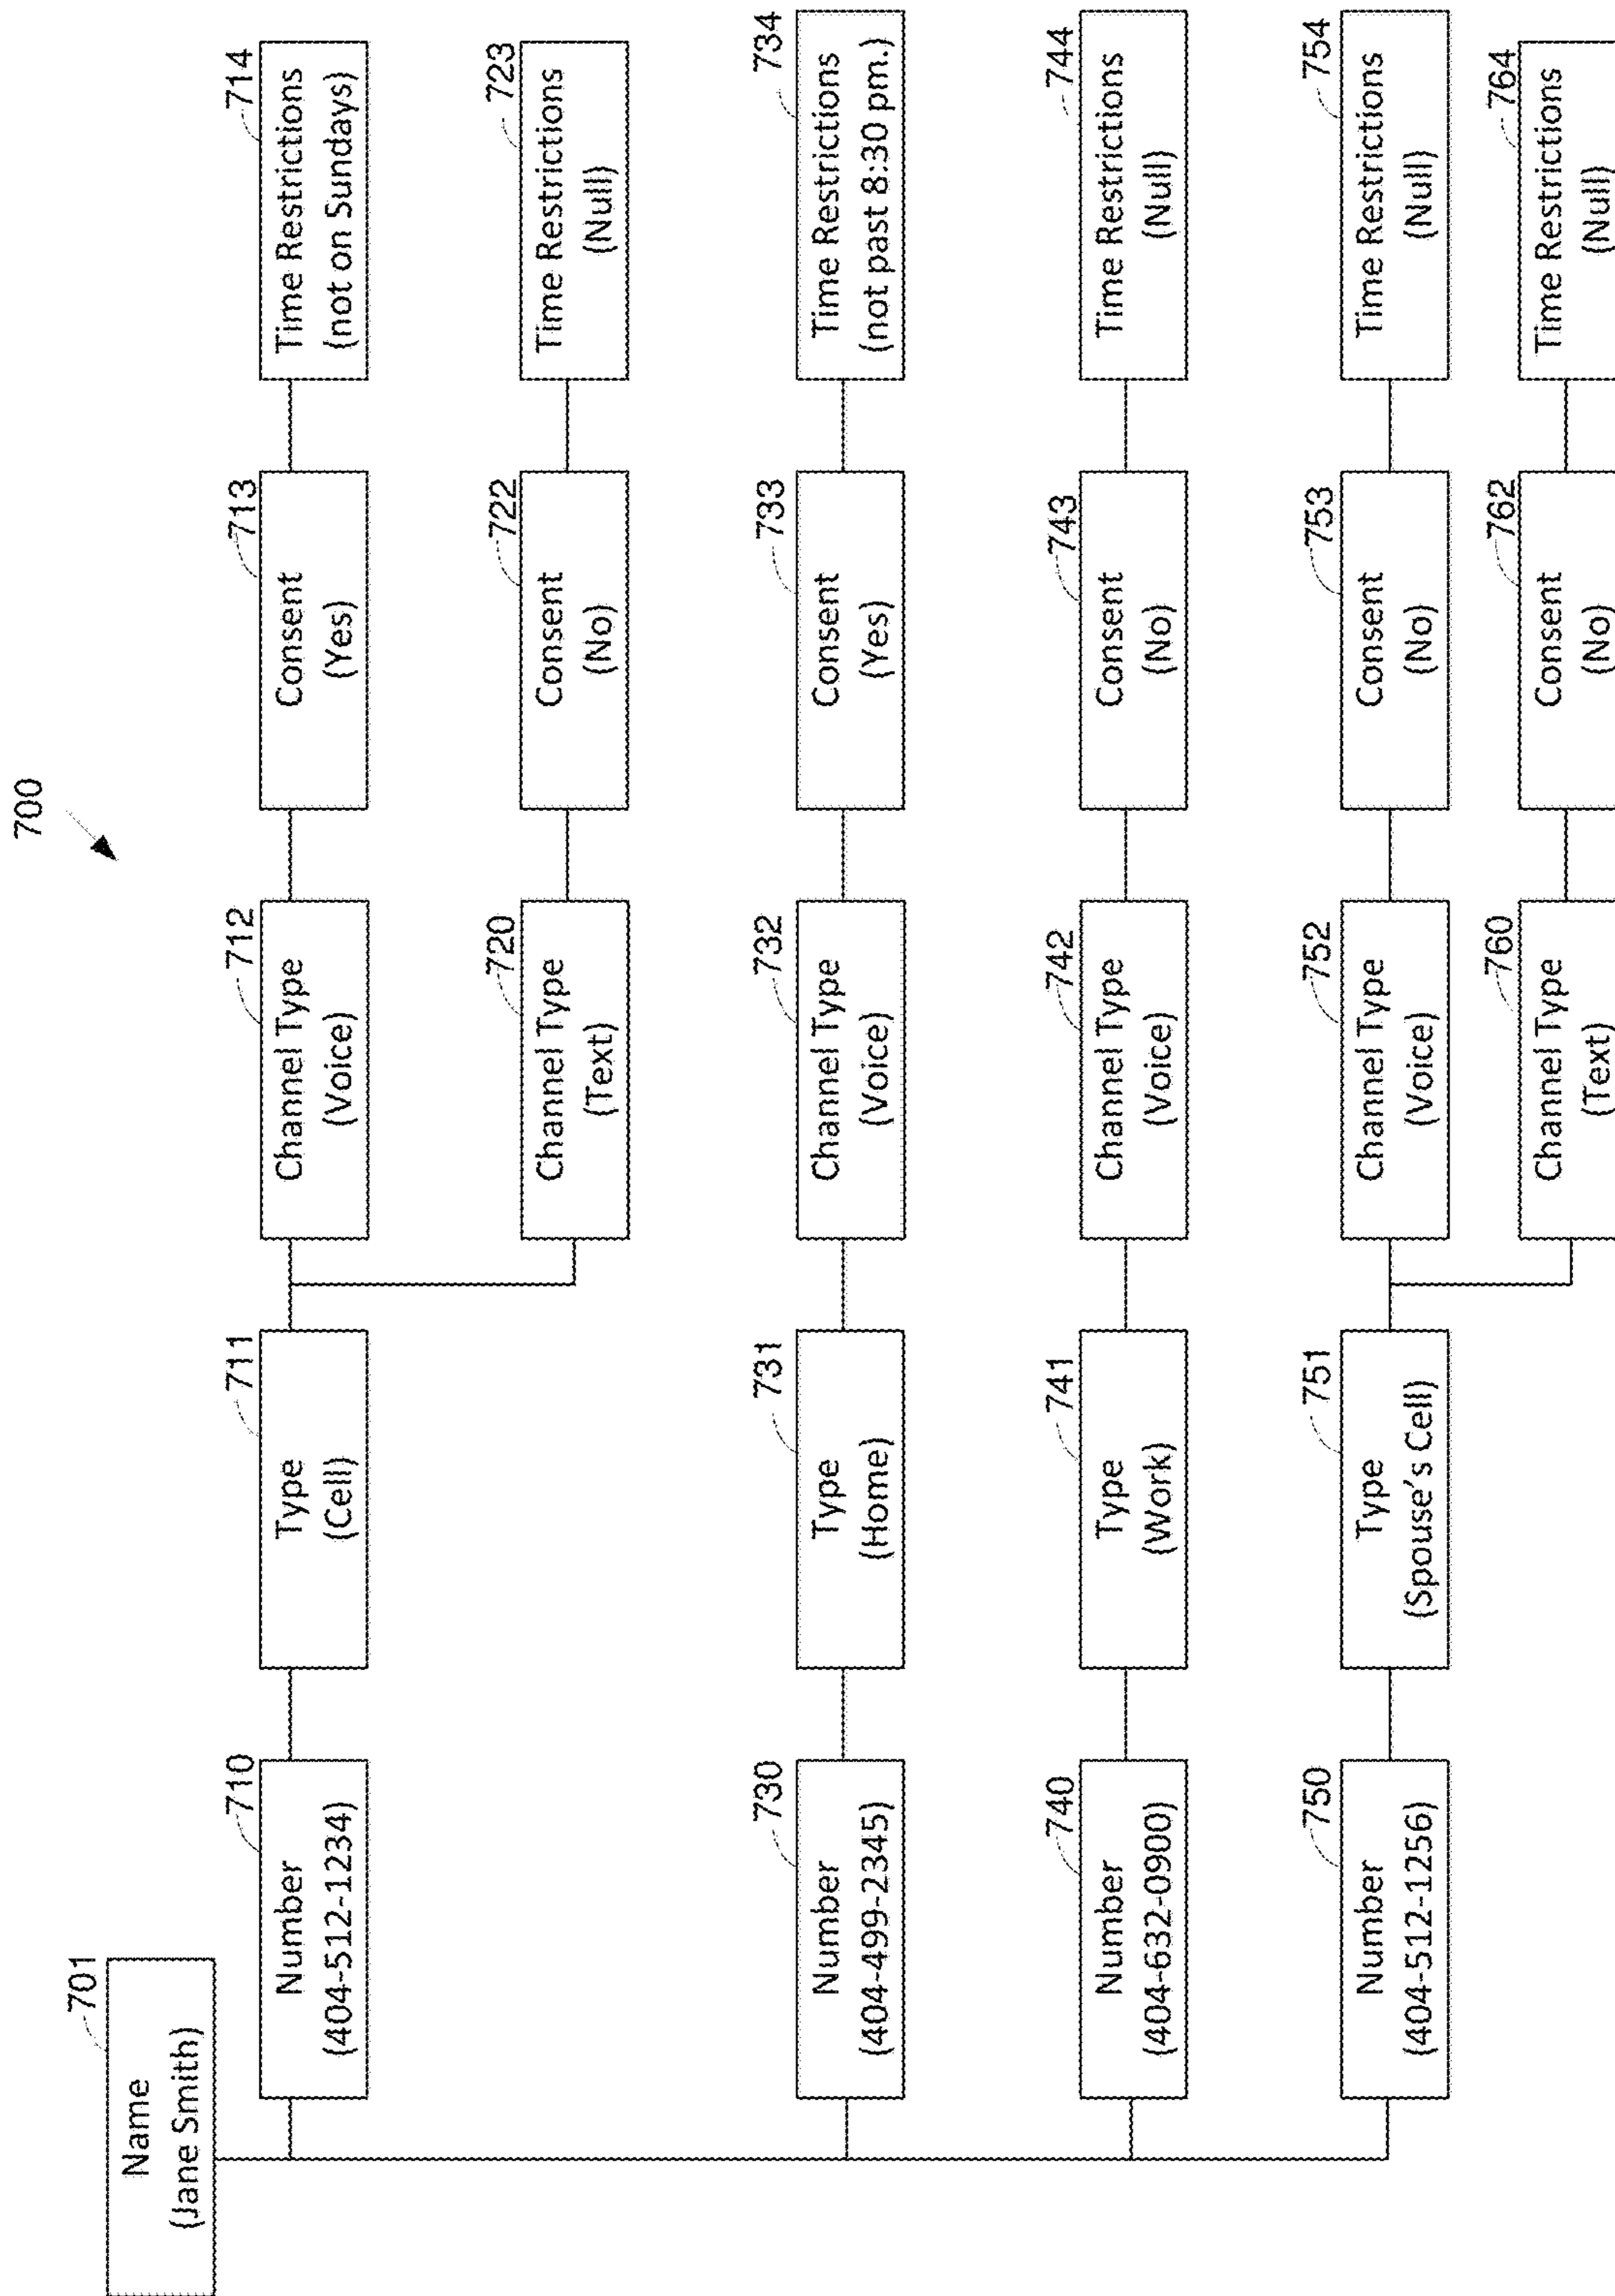 700
701
Name
(Jane Smith)
710
Number
(404-512-1234)
711
Type
(Cell)
712
Channel Type
(Voice)
713
Consent
(Yes)
714
Time Restrictions
(not on Sundays)
720
Channel Type
(Text)
722
Consent
(No)
723
Time Restrictions
(Null)
730
Number
(404-499-2345)
731
Type
(Home)
732
Channel Type
(Voice)
733
Consent
(Yes)
734
Time Restrictions
(not past 8:30 pm.)
740
Number
(404-632-0900)
741
Type
(Work)
742
Channel Type
(Voice)
743
Consent
(No)
744
Time Restrictions
(Null)
750
Number
(404-512-1256)
751
Type
(Spouse's Cell)
752
Channel Type
(Voice)
753
Consent
(No)
754
Time Restrictions
(Null)
760
Channel Type
(Text)
762
Consent
(No)
764
Time Restrictions
(Null)